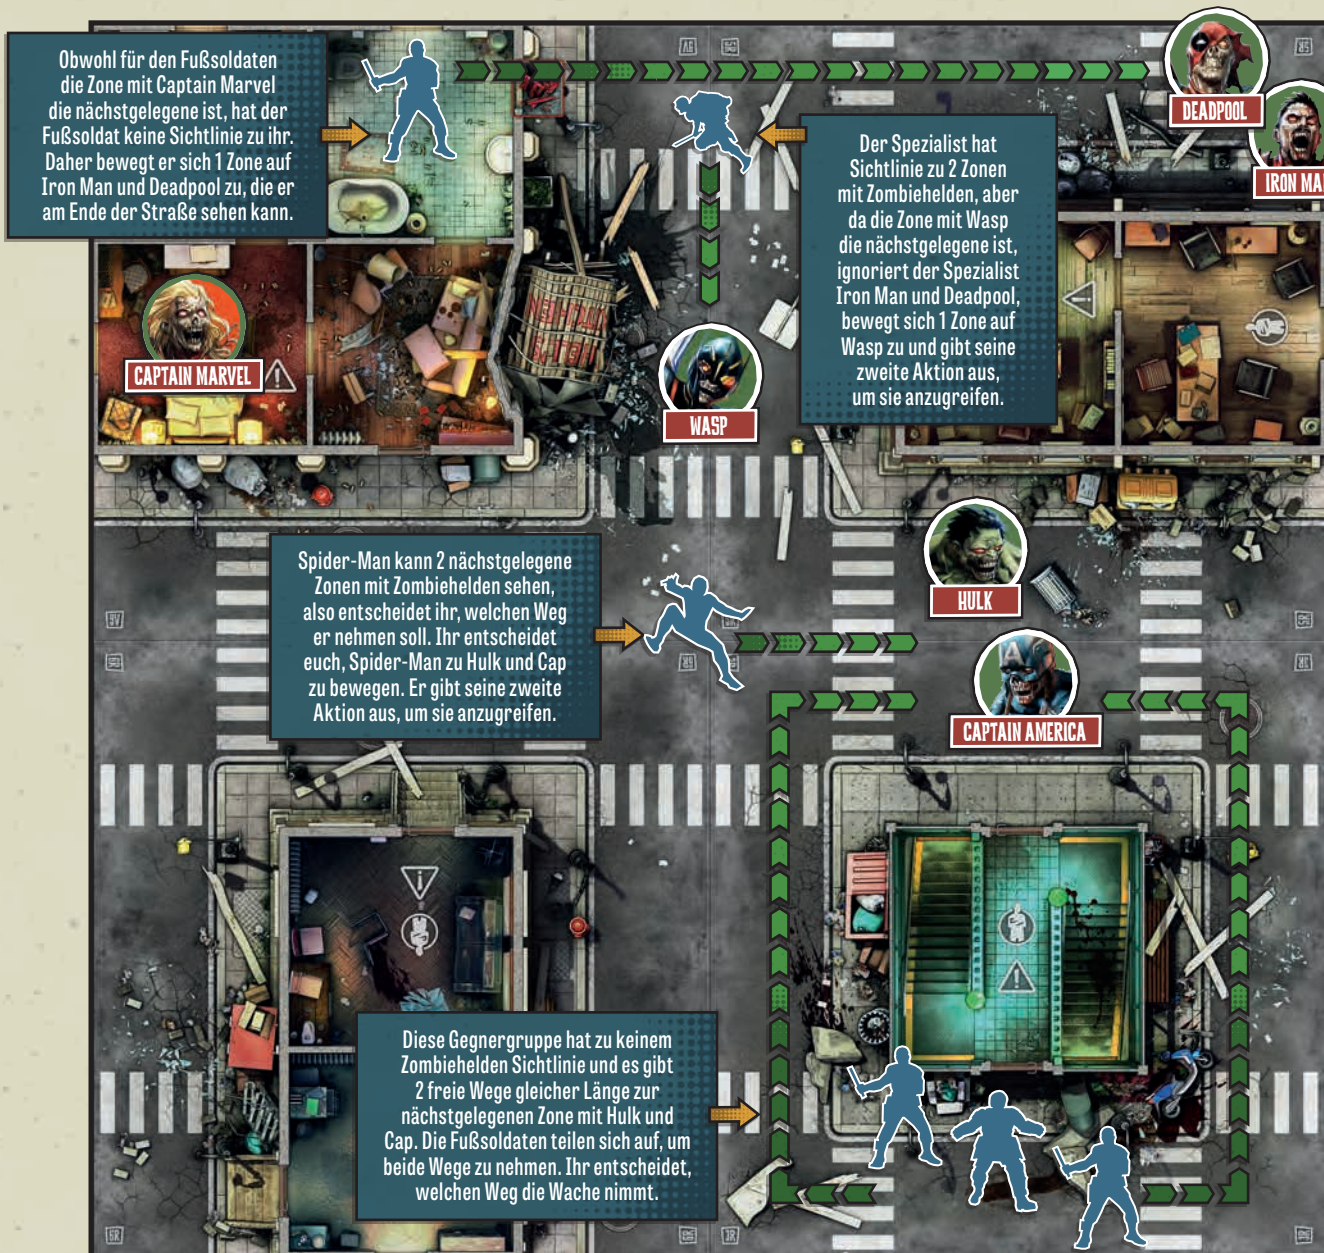 Obwohl für den Fußsoldaten
die Zone mit Captain Marvel
die nächstgelegene ist, hat der
Fußsoldat keine Sichtlinie zu ihr.
Daher bewegt er sich 1 Zone auf
Iron Man und Deadpool zu, die er
am Ende der Straße sehen kann.
DEADPOOL
IRON MA
Der Spezialist hat
Sichtlinie zu 2 Zonen
mit Zombiehelden, aber
da die Zone mit Wasp
die nächstgelegene ist,
ignoriert der Spezialist
Iron Man und Deadpool,
bewegt sich 1 Zone auf
Wasp zu und gibt seine
zweite Aktion aus,
um sie anzugreifen.
CAPTAIN MARVEL
WASP
Spider-Man kann 2 nächstgelegene
Zonen mit Zombiehelden sehen,
also entscheidet ihr, welchen Weg
er nehmen soll. Ihr entscheidet
euch, Spider-Man zu Hulk und Cap
zu bewegen. Er gibt seine zweite
Aktion aus, um sie anzugreifen.
HULK
CAPTAIN AMERICA
Diese Gegnergruppe hat zu keinem
Zombiehelden Sichtlinie und es gibt
2 freie Wege gleicher Länge zur
nächstgelegenen Zone mit Hulk und
Cap. Die Fußsoldaten teilen sich auf, um
beide Wege zu nehmen. Ihr entscheidet,
welchen Weg die Wache nimmt.